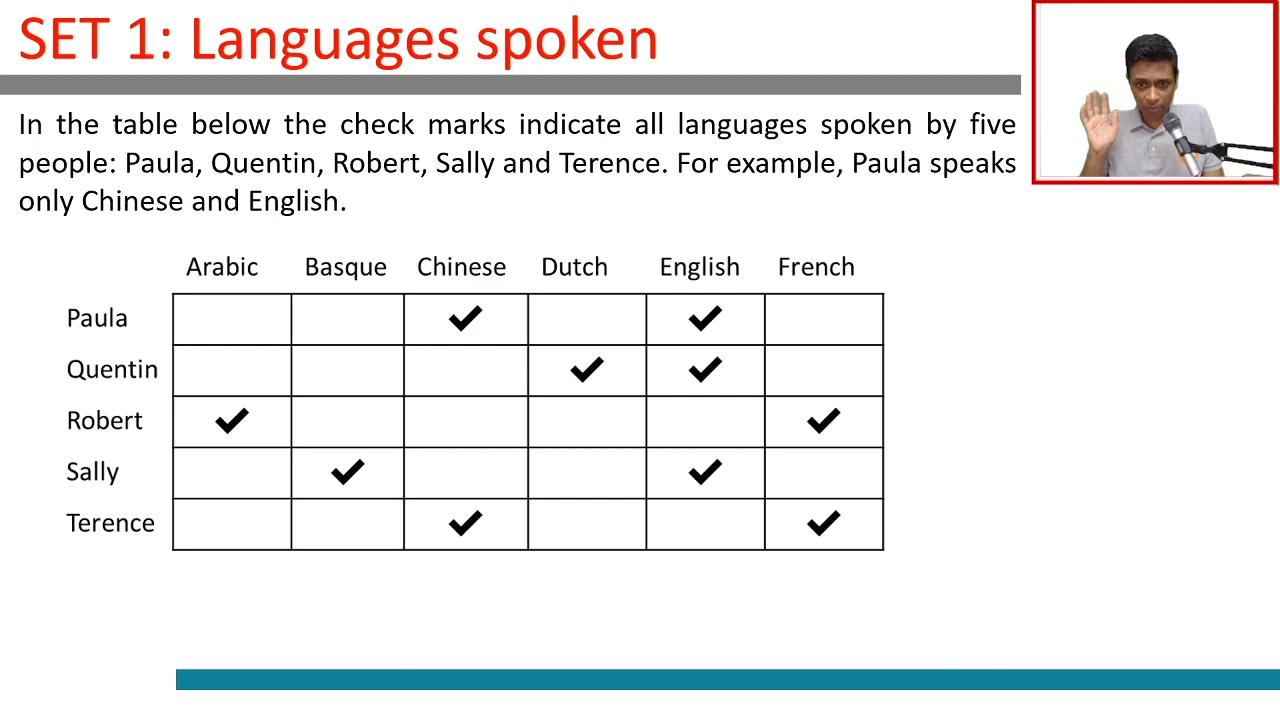 SET 1: Languages spoken
In the table below the check marks indicate all languages spoken by five
people: Paula, Quentin, Robert, Sally and Terence. For example, Paula speaks
only Chinese and English.
Arabic Basque Chinese Dutch English French
Paula ✔ ✔
Quentin ✔ ✔
Robert ✔ ✔
Sally ✔ ✔
Terence ✔ ✔